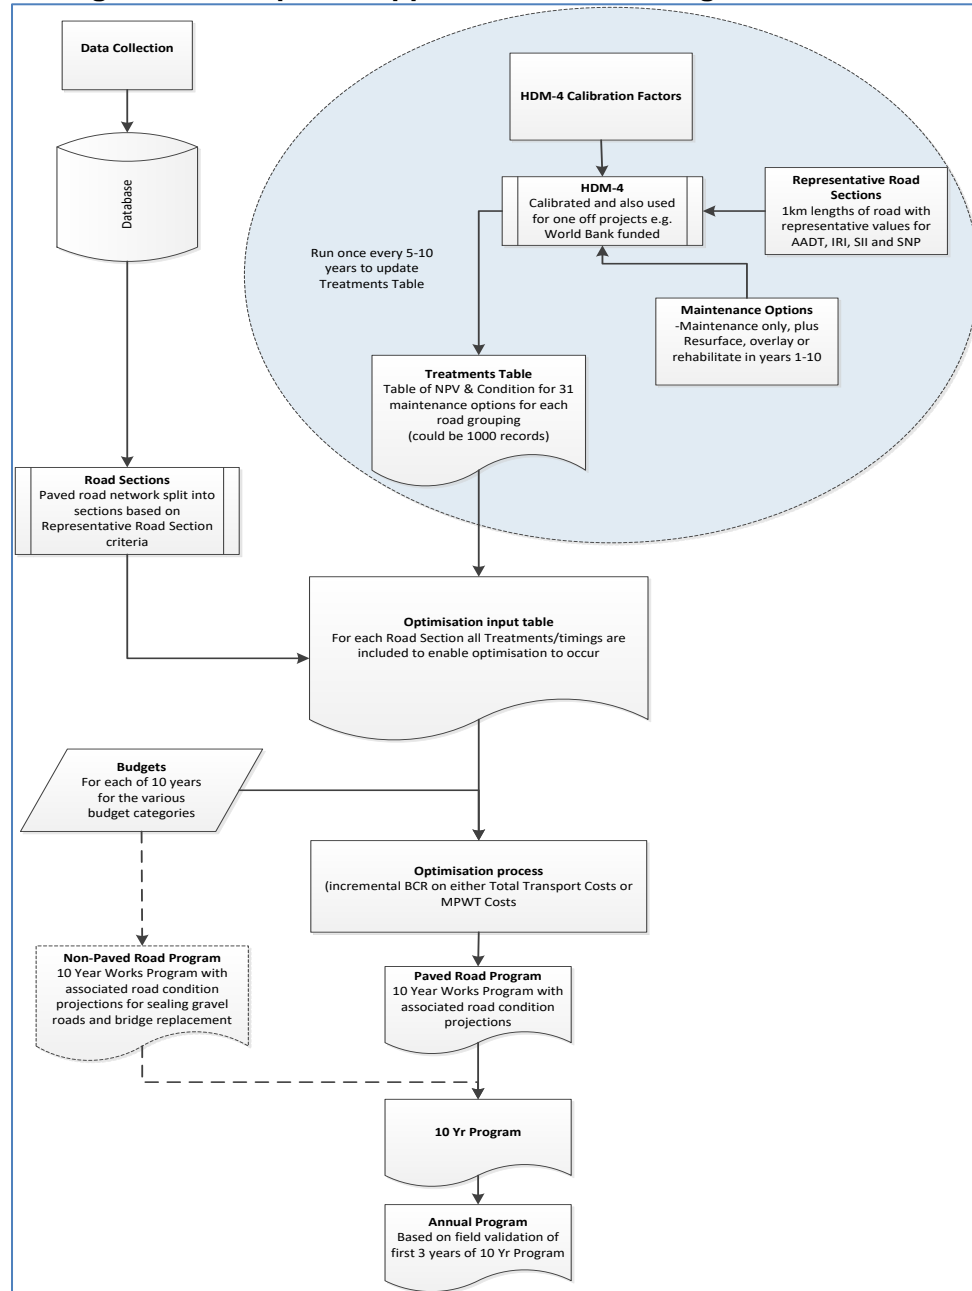 Data Collection
Database
HDM-4 Calibration Factors
HDM-4
Calibrated and also used
for one off projects e.g.
World Bank funded
Representative Road
Sections
1km lengths of road with
representative values for
AADT, IRI, SII and SNP
Run once every 5-10
years to update
Treatments Table
Maintenance Options
-Maintenance only, plus
Resurface, overlay or
rehabilitate in years 1-10
Treatments Table
Table of NPV & Condition for 31
maintenance options for each
road grouping
(could be 1000 records)
Road Sections
Paved road network split into
sections based on
Representative Road Section
criteria
Optimisation input table
For each Road Section all Treatments/timings are
included to enable optimisation to occur
Budgets
For each of 10 years
for the various
budget categories
Optimisation process
(incremental BCR on either Total Transport Costs or
MPWT Costs
Non-Paved Road Program
10 Year Works Program with
associated road condition
projections for sealing gravel
roads and bridge replacement
Paved Road Program
10 Year Works Program with
associated road condition
projections
10 Yr Program
Annual Program
Based on field validation of
first 3 years of 10 Yr Program